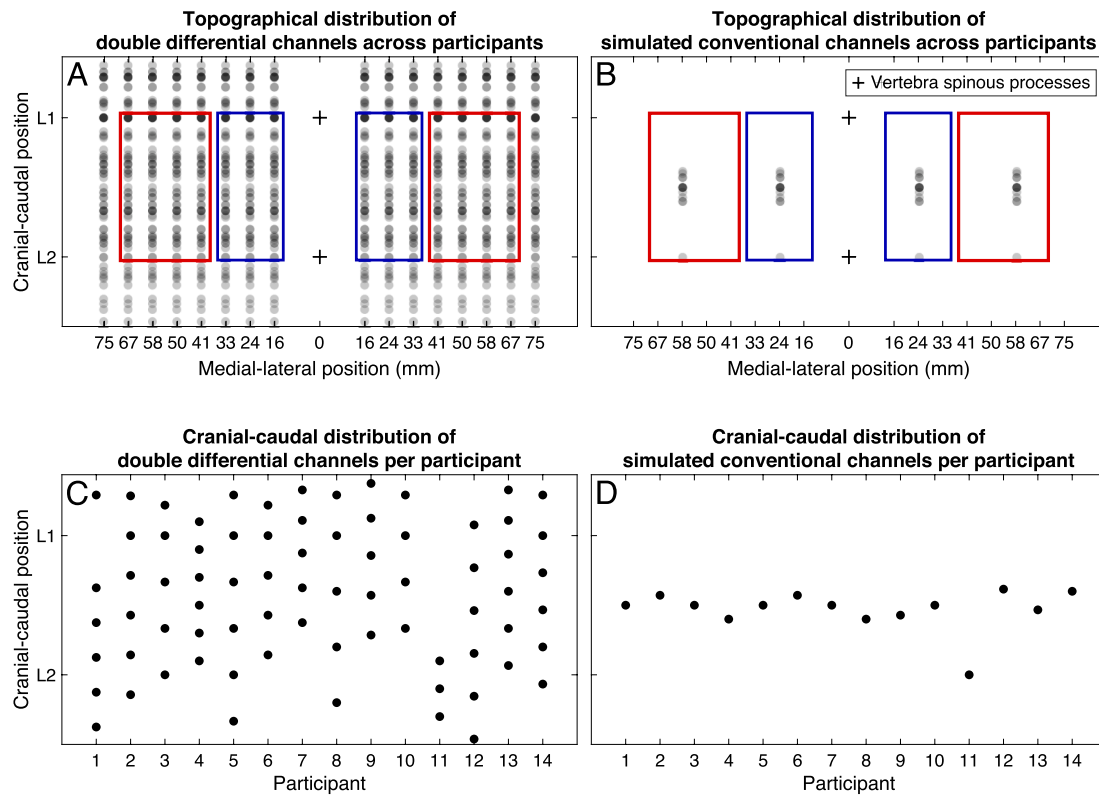 Topographical distribution of
double differential channels across participants
A
Cranial-caudal position
L1
L2
75 67 58 50 41 33 24 16 0 16 24 33 41 50 58 67 75
Medial-lateral position (mm)
Topographical distribution of
simulated conventional channels across participants
B
+ Vertebra spinous processes
75 67 58 50 41 33 24 16 0 16 24 33 41 50 58 67 75
Medial-lateral position (mm)
Cranial-caudal distribution of
double differential channels per participant
C
Cranial-caudal position
L1
L2
1 2 3 4 5 6 7 8 9 10 11 12 13 14
Participant
Cranial-caudal distribution of
simulated conventional channels per participant
D
1 2 3 4 5 6 7 8 9 10 11 12 13 14
Participant